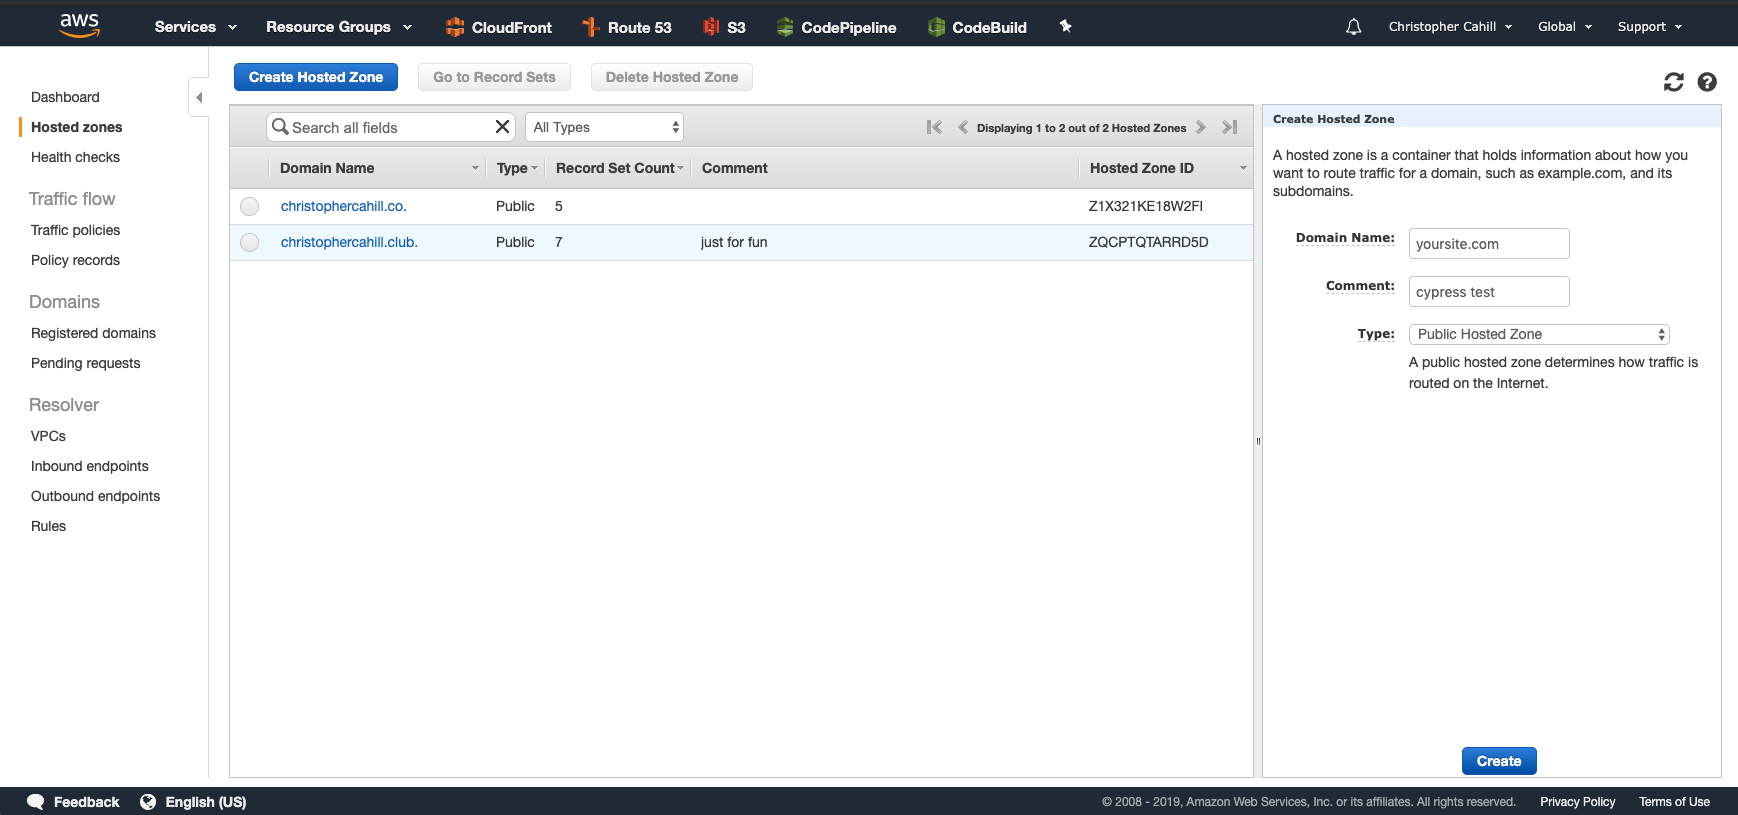 aws
Services
Resource Groups
CloudFront
Route 53
S3
CodePipeline
CodeBuild
Christopher Cahill
Global
Support
Dashboard
Hosted zones
Health checks
Traffic flow
Traffic policies
Policy records
Domains
Registered domains
Pending requests
Resolver
VPCs
Inbound endpoints
Outbound endpoints
Rules
Create Hosted Zone
Go to Record Sets
Delete Hosted Zone
Search all fields
All Types
Displaying 1 to 2 out of 2 Hosted Zones
Domain Name Type Record Set Count Comment Hosted Zone ID
christophercahill.co. Public 5 Z1X321KE18W2FI
christophercahill.club. Public 7 just for fun ZQCPTQTARRD5D
Create Hosted Zone
A hosted zone is a container that holds information about how you
want to route traffic for a domain, such as example.com, and its
subdomains.
Domain Name: yoursite.com
Comment: cypress test
Type: Public Hosted Zone
A public hosted zone determines how traffic is
routed on the Internet.
Create
Feedback
English (US)
© 2008 - 2019, Amazon Web Services, Inc. or its affiliates. All rights reserved.
Privacy Policy
Terms of Use